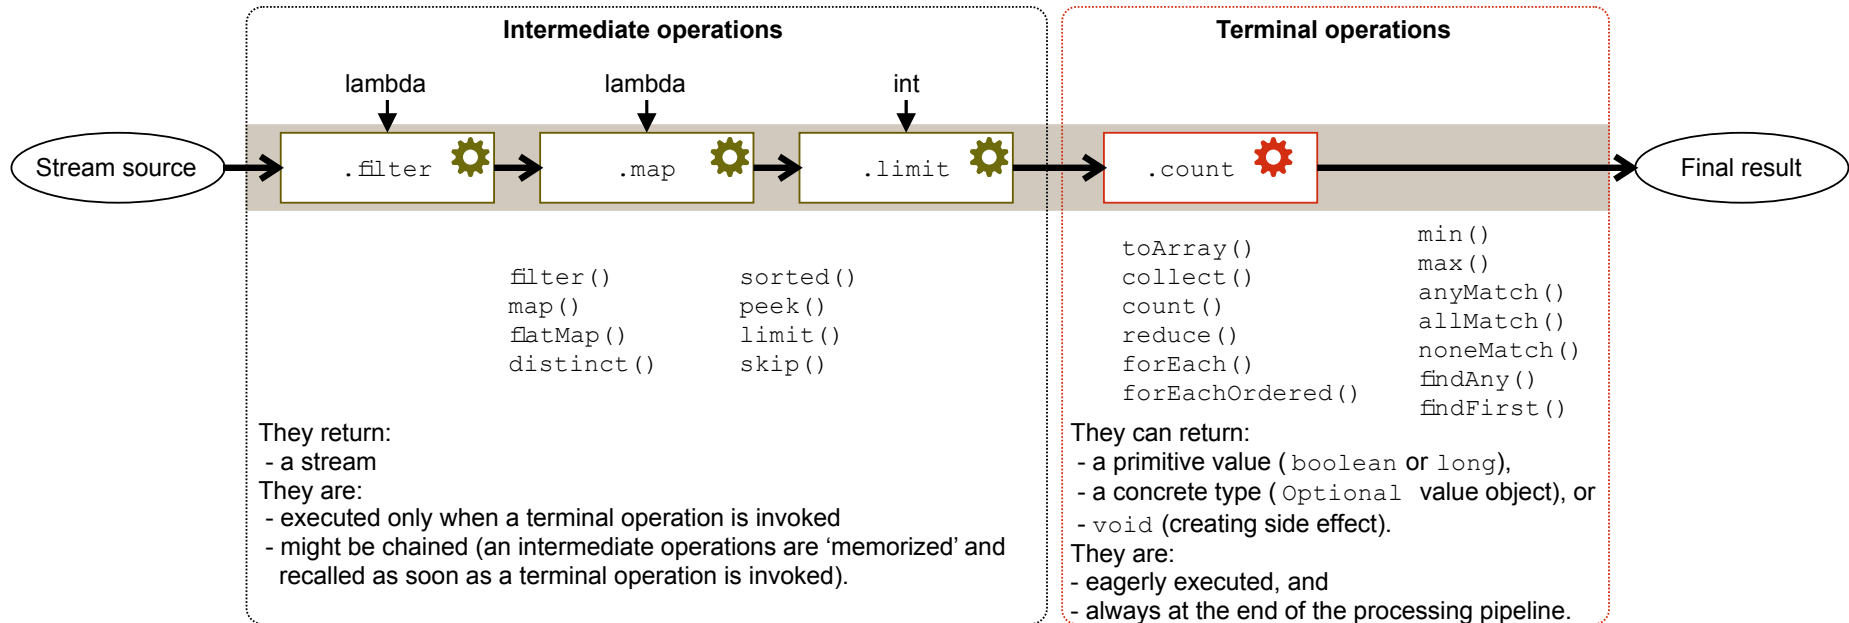 Intermediate operations
Terminal operations
lambda
lambda
int
Stream source
.filter
.map
.limit
.count
Final result
filter()
map()
flatMap()
distinct()
sorted()
peek()
limit()
skip()
toArray()
collect()
count()
reduce()
forEach()
forEachOrdered()
min()
max()
anyMatch()
allMatch()
noneMatch()
findAny()
findFirst()
They return:
- a stream
They are:
- executed only when a terminal operation is invoked
- might be chained (an intermediate operations are ‘memorized’ and
recalled as soon as a terminal operation is invoked).
They can return:
- a primitive value ( boolean or long),
- a concrete type ( Optional value object), or
- void (creating side effect).
They are:
- eagerly executed, and
- always at the end of the processing pipeline.